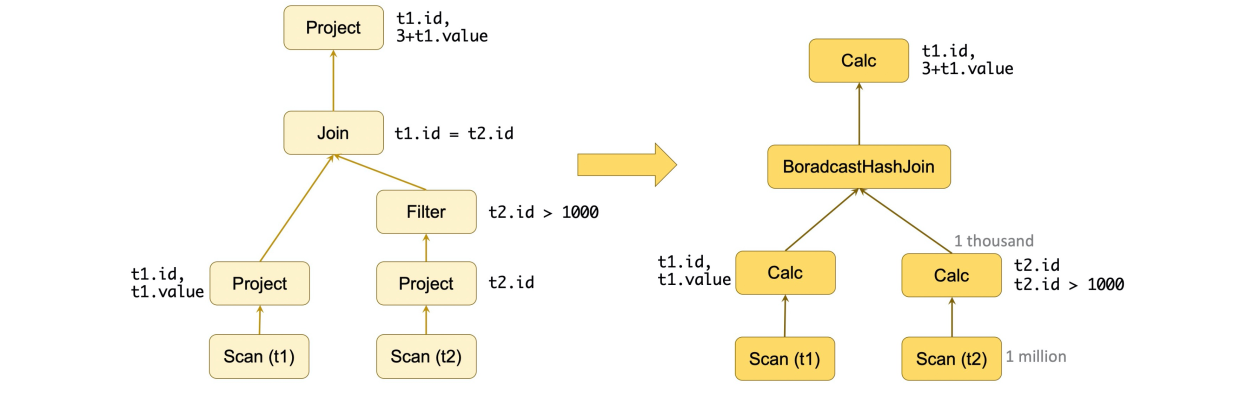 Project
t1.id,
3+t1.value
Join
t1.id = t2.id
Filter
t2.id > 1000
t1.id,
t1.value
Project
Project
t2.id
Scan (t1)
Scan (t2)
Calc
t1.id,
3+t1.value
BoradcastHashJoin
1 thousand
t1.id,
t1.value
Calc
Calc
t2.id
t2.id > 1000
Scan (t1)
Scan (t2)
1 million